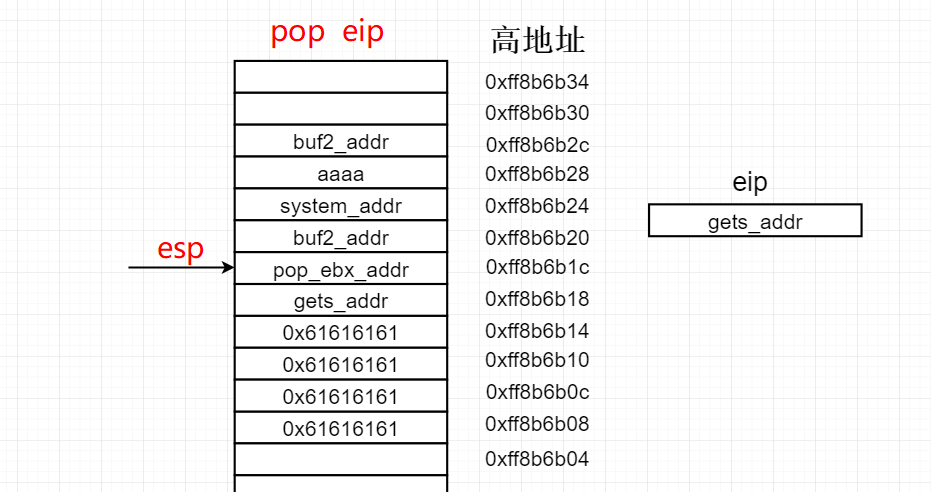 pop eip
高地址
0xff8b6b34
0xff8b6b30
buf2_addr 0xff8b6b2c
aaaa 0xff8b6b28
eip
system_addr 0xff8b6b24
gets_addr
buf2_addr 0xff8b6b20
esp
pop_ebx_addr 0xff8b6b1c
gets_addr 0xff8b6b18
0x61616161 0xff8b6b14
0x61616161 0xff8b6b10
0x61616161 0xff8b6b0c
0x61616161 0xff8b6b08
0xff8b6b04